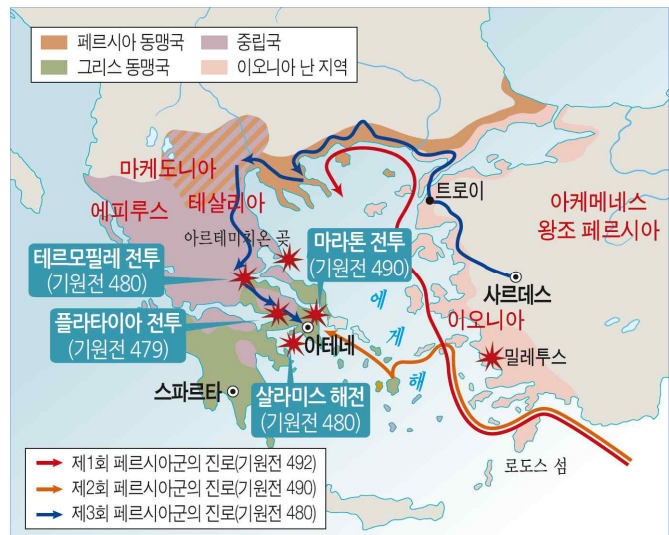 페르시아 동맹국
중립국
그리스 동맹국
이오니아 난 지역
마케도니아
에피루스
테살리아
트로이
아케메네스
왕조 페르시아
아르테미치온 곶
테르모필레 전투
(기원전 480)
마라톤 전투
(기원전 490)
사르데스
에게해
이오니아
플라타이아 전투
(기원전 479)
아테네
밀레투스
스파르타
살라미스 해전
(기원전 480)
로도스 섬
제1회 페르시아군의 진로(기원전 492)
제2회 페르시아군의 진로(기원전 490)
제3회 페르시아군의 진로(기원전 480)